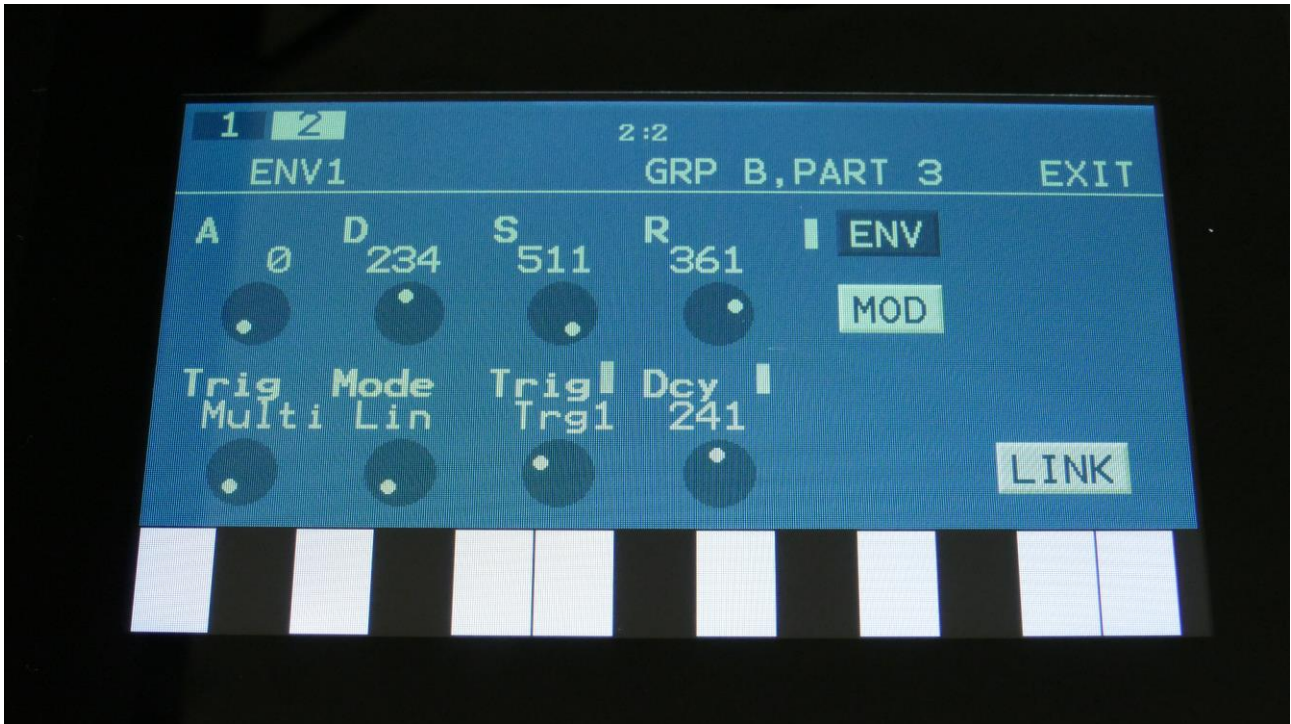 1 2 2:2
ENV1 GRP B,PART 3 EXIT
A D S R ENV
0 234 511 361
MOD
Trig Mode Trig Dcy
Multi Lin Trg1 241
LINK